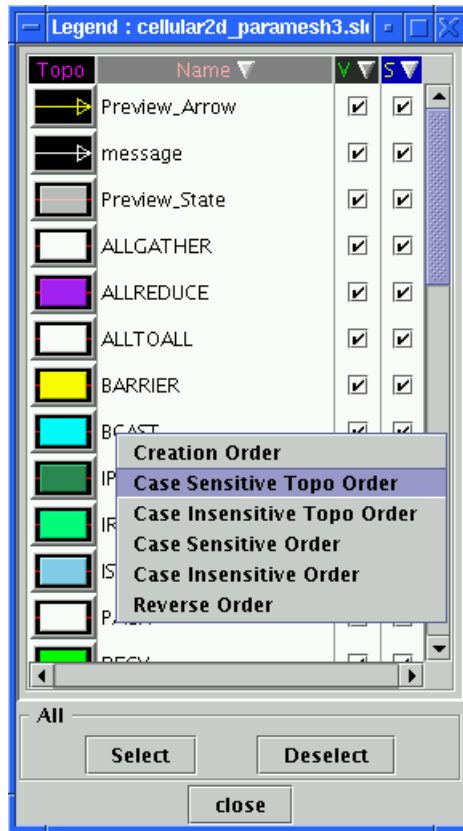 Legend : cellular2d_paramesh3.sl
Topo Name V S
Preview_Arrow
message
Preview_State
ALLGATHER
ALLREDUCE
ALLTOALL
BARRIER
BCAST
Creation Order
Case Sensitive Topo Order
Case Insensitive Topo Order
Case Sensitive Order
Case Insensitive Order
Reverse Order
All
Select Deselect
close